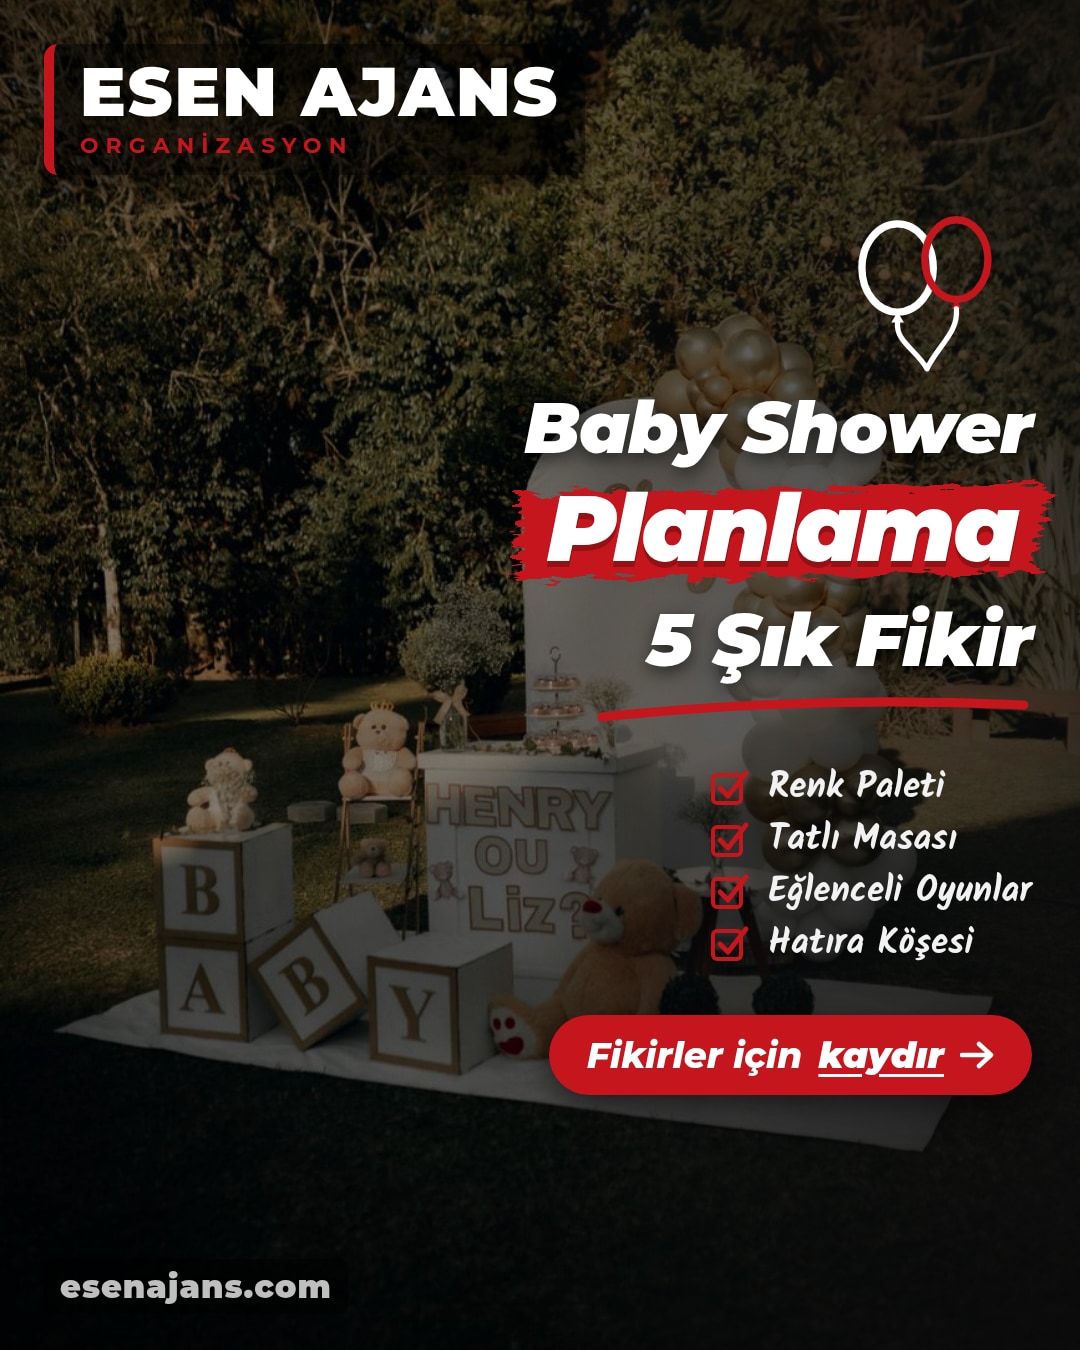 ESEN AJANS
ORGANİZASYON
Baby Shower
Planlama
5 Şık Fikir
Renk Paleti
Tatlı Masası
Eğlenceli Oyunlar
Hatıra Köşesi
HENRY
OU
Liz?
B
A
B
Y
Fikirler için kaydır →
esenajans.com